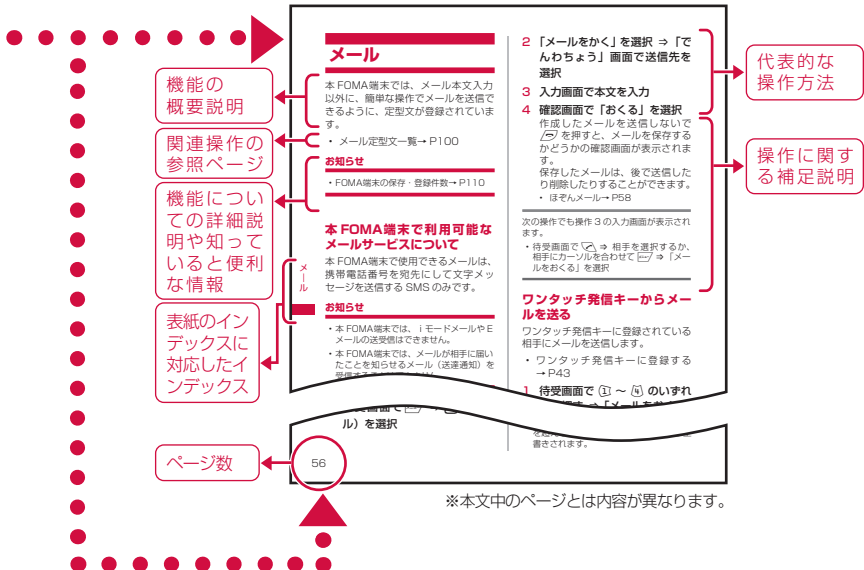 機能の
概要説明
関連操作の
参照ページ
機能につい
ての詳細説
明や知って
いると便利
な情報
表紙のイン
デックスに
対応したイ
ンデックス
ページ数
メール
本 FOMA端末では、メール本文入力
以外に、簡単な操作でメールを送信で
きるように、定型文が登録されていま
す。
・ メール定型文一覧→ P100
お知らせ
・FOMA端末の保存・登録件数→ P110
本 FOMA端末で利用可能な
メールサービスについて
本 FOMA端末で使用できるメールは、
携帯電話番号を宛先にして文字メッ
セージを送信する SMS のみです。
お知らせ
・本 FOMA端末では、ｉモードメールや E
メールの送受信はできません。
・本 FOMA端末では、メールが相手に届い
たことを知らせるメール（送達通知）を
ル）を選択
メール
56
2 「メールをかく」を選択 ⇒「で
んわちょう」画面で送信先を
選択
3 入力画面で本文を入力
4 確認画面で「おくる」を選択
作成したメールを送信しないで
を押すと、メールを保存する
かどうかの確認画面が表示されま
す。
保存したメールは、後で送信した
り削除したりすることができます。
・ ほぞんメール→ P58
次の操作でも操作 3 の入力画面が表示され
ます。
・待受画面で ⇒ 相手を選択するか、
相手にカーソルを合わせて ⇒「メー
ルをおくる」を選択
ワンタッチ発信キーからメー
ルを送る
ワンタッチ発信キーに登録されている
相手にメールを送信します。
・ ワンタッチ発信キーに登録する
→ P43
1 待受画面で 1 ～ 4 のいずれ
書きされます。
代表的な
操作方法
操作に関す
る補足説明
※本文中のページとは内容が異なります。